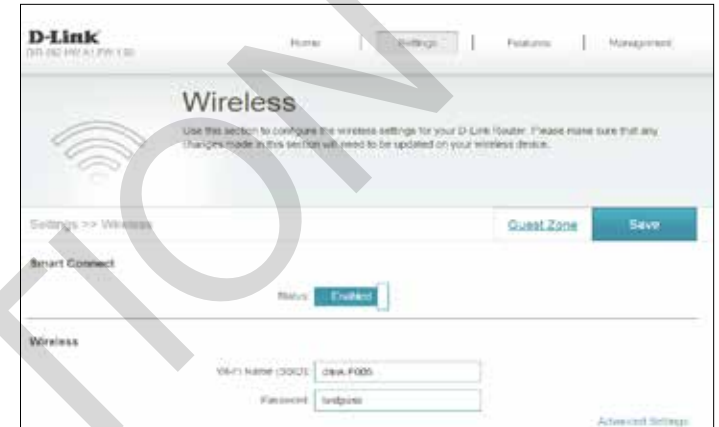 D-Link
Home | Settings | Features | Management
Wireless
Use this section to configure the wireless settings for your D-Link Router. Please make sure that any
changes made in this section will need to be updated on your wireless device.
Settings >> Wireless
Guest Zone
Save
Smart Connect
Status: Enabled
Wireless
Wi-Fi Name (SSID):
Password:
Advanced Settings
TION